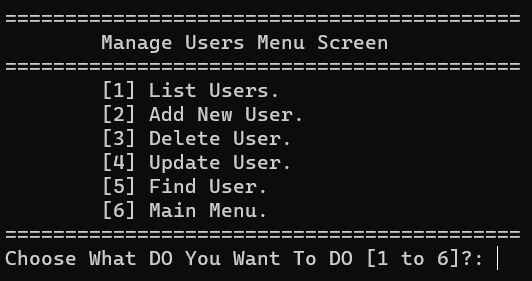 ===========================================
Manage Users Menu Screen
===========================================
[1] List Users.
[2] Add New User.
[3] Delete User.
[4] Update User.
[5] Find User.
[6] Main Menu.
===========================================
Choose What DO You Want To DO [1 to 6]?: